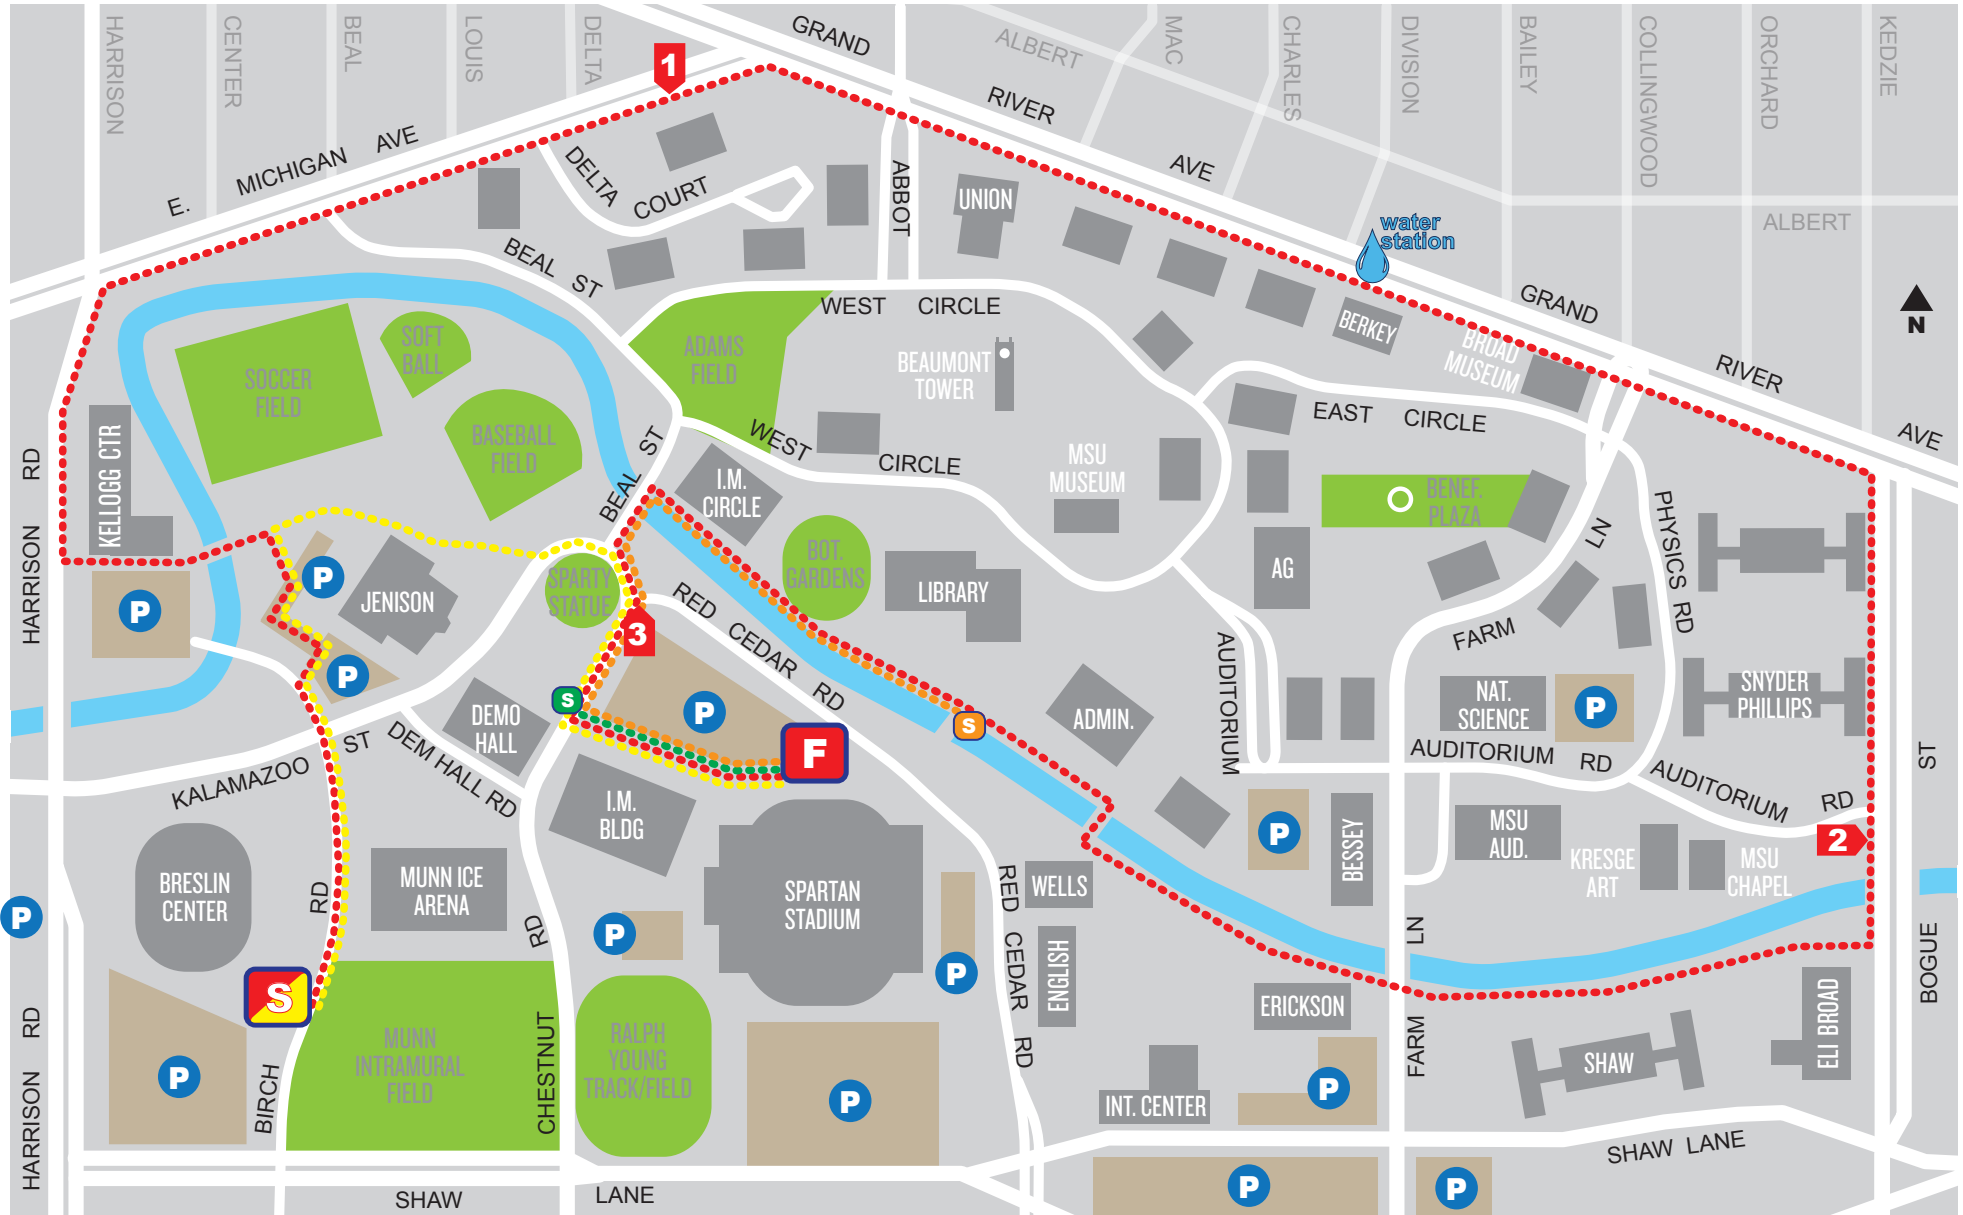 HARRISON
CENTER
BEAL
LOUIS
DELTA
GRAND
ALBERT
MAC
CHARLES
DIVISION
BAILEY
COLLINGWOOD
ORCHARD
KEDZIE
1
RIVER
E. MICHIGAN AVE
DELTA
COURT
ABBOT
UNION
AVE
water
station
ALBERT
BEAL ST
WEST CIRCLE
GRAND
N
SOFT
BALL
ADAMS
FIELD
BEAUMONT
TOWER
BERKEY
BROAD
MUSEUM
RIVER
AVE
SOCCER
FIELD
BASEBALL
FIELD
EAST CIRCLE
KELLOGG CTR
HARRISON RD
BEAL ST
WEST CIRCLE
I.M.
CIRCLE
MSU
MUSEUM
BENEF.
PLAZA
LN
PHYSICS RD
P
P
JENISON
SPARTY
STATUE
BOT.
GARDENS
LIBRARY
AG
RED CEDAR RD
3
FARM
AUDITORIUM
P
S
P
F
S
ADMIN.
NAT.
SCIENCE
P
SNYDER
PHILLIPS
DEMO
HALL
KALAMAZOO ST
DEM HALL RD
AUDITORIUM RD
AUDITORIUM RD
ST
I.M.
BLDG
P
BESSEY
MSU
AUD.
2
KRESGE
ART
MSU
CHAPEL
BRESLIN
CENTER
RD
MUNN ICE
ARENA
SPARTAN
STADIUM
WELLS
RED CEDAR RD
P
RD
P
P
ENGLISH
LN
BOGUE
S
ERICKSON
ELI BROAD
HARRISON RD
MUNN
INTRAMURAL
FIELD
RALPH
YOUNG
TRACK/FIELD
CHESTNUT
FARM
SHAW
P
BIRCH
P
INT. CENTER
P
SHAW LANE
SHAW LANE
P
P